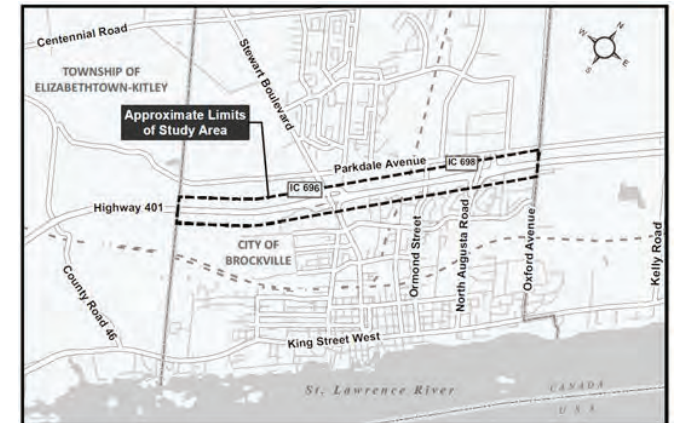 Centennial Road
TOWNSHIP OF
ELIZABETHTOWN-KITLEY
Stewart Boulevard
N
W
E
S
Approximate Limits
of Study Area
Parkdale Avenue
IC 696
IC 698
Highway 401
CITY OF
BROCKVILLE
Ormond Street
North Augusta Road
Oxford Avenue
Kelly Road
County Road 46
King Street West
St. Lawrence River
CANADA
U.S.A.